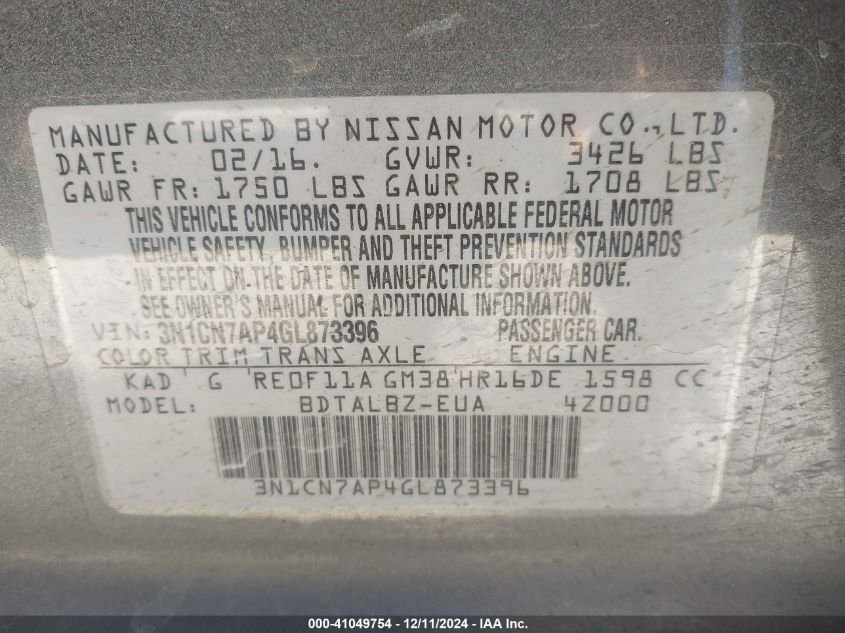 MANUFACTURED BY NISSAN MOTOR CO., LTD.
DATE: 02/16. GVWR: 3426 LBS
GAWR FR: 1750 LBS GAWR RR: 1708 LBS
THIS VEHICLE CONFORMS TO ALL APPLICABLE FEDERAL MOTOR
VEHICLE SAFETY, BUMPER AND THEFT PREVENTION STANDARDS
IN EFFECT ON THE DATE OF MANUFACTURE SHOWN ABOVE.
SEE OWNER'S MANUAL FOR ADDITIONAL INFORMATION.
VIN: 3N1CN7AP4GL873396 PASSENGER CAR.
COLOR TRIM TRANS AXLE ENGINE
KAD G RE0F11A GM38 HR16DE 1598 CC
MODEL: BDTALBZ-EUA 4Z000
3N1CN7AP4GL873396
000-41049754 - 12/11/2024 - IAA Inc.